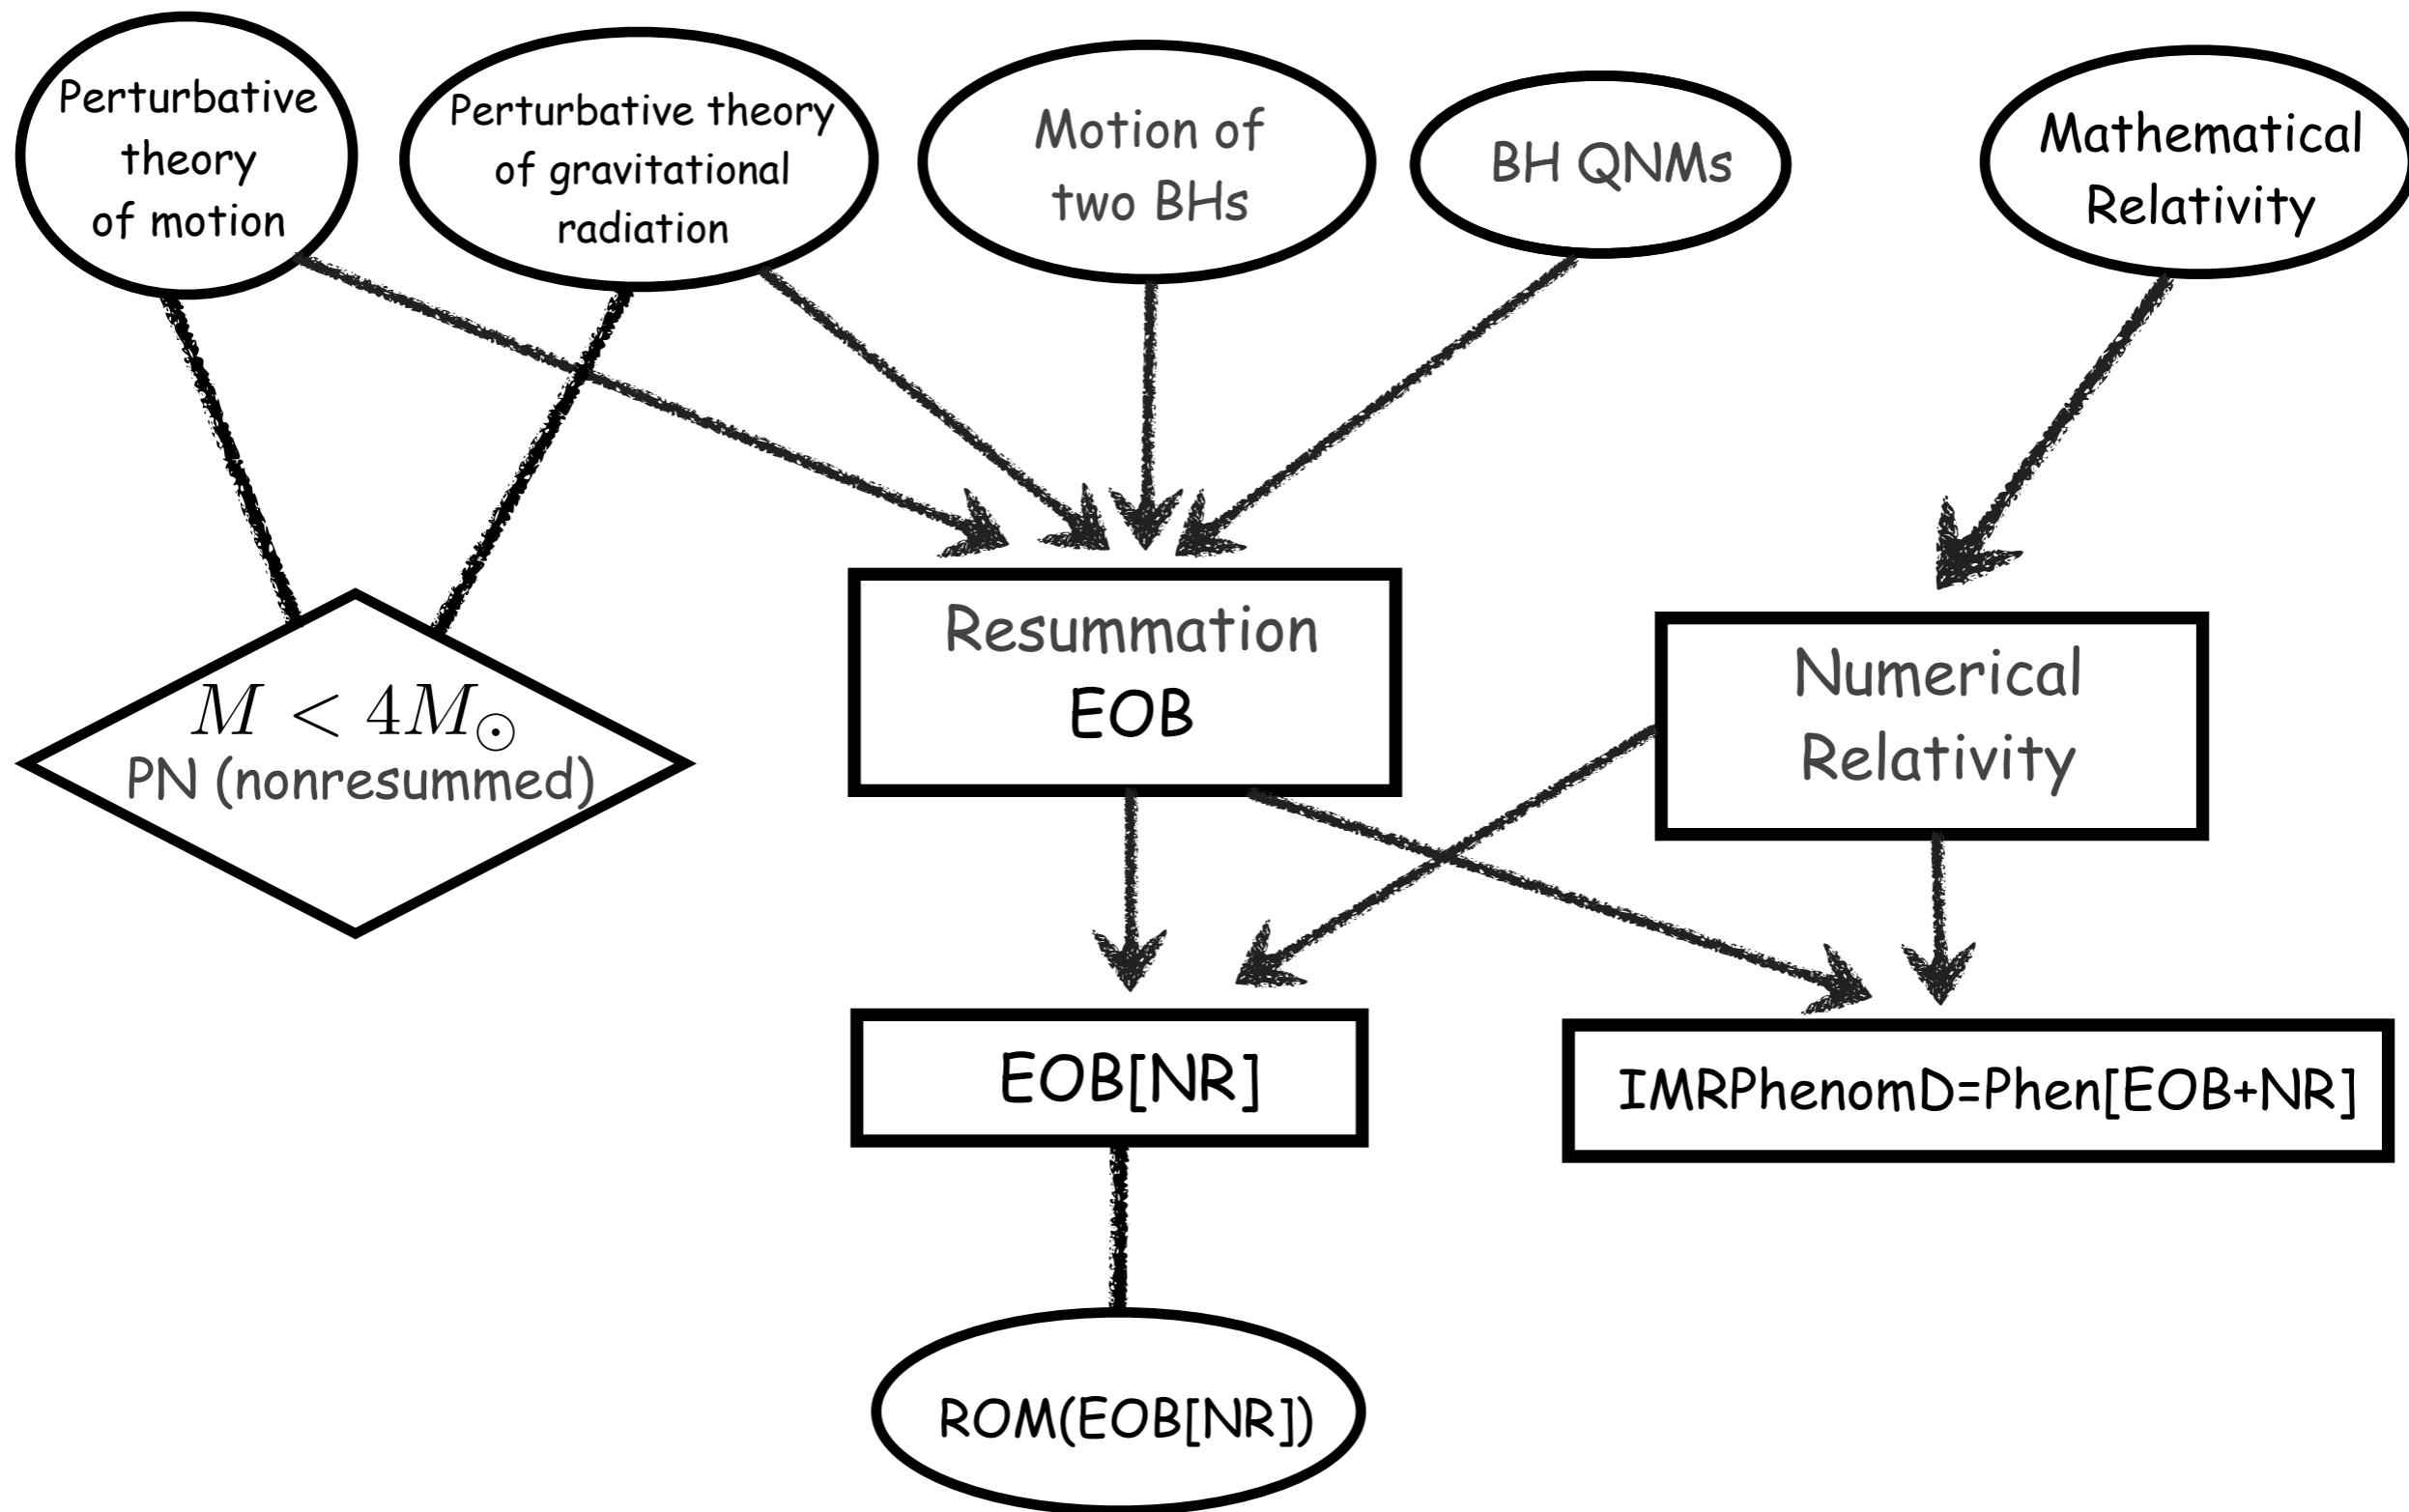 Perturbative
theory
of motion
Perturbative theory
of gravitational
radiation
Motion of
two BHs
BH QNMs
Mathematical
Relativity
M < 4M⊙
PN (nonresummed)
Resummation
EOB
Numerical
Relativity
EOB[NR]
IMRPhenomD=Phen[EOB+NR]
ROM(EOB[NR])